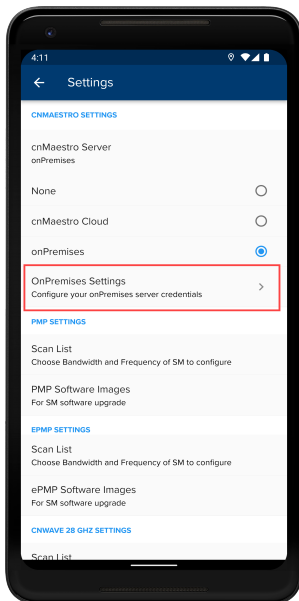 4:11
Settings
CNMAESTRO SETTINGS
cnMaestro Server
onPremises
None
cnMaestro Cloud
onPremises
OnPremises Settings
Configure your onPremises server credentials
PMP SETTINGS
Scan List
Choose Bandwidth and Frequency of SM to configure
PMP Software Images
For SM software upgrade
EPMP SETTINGS
Scan List
Choose Bandwidth and Frequency of SM to configure
ePMP Software Images
For SM software upgrade
CNWAVE 28 GHZ SETTINGS
Scan List